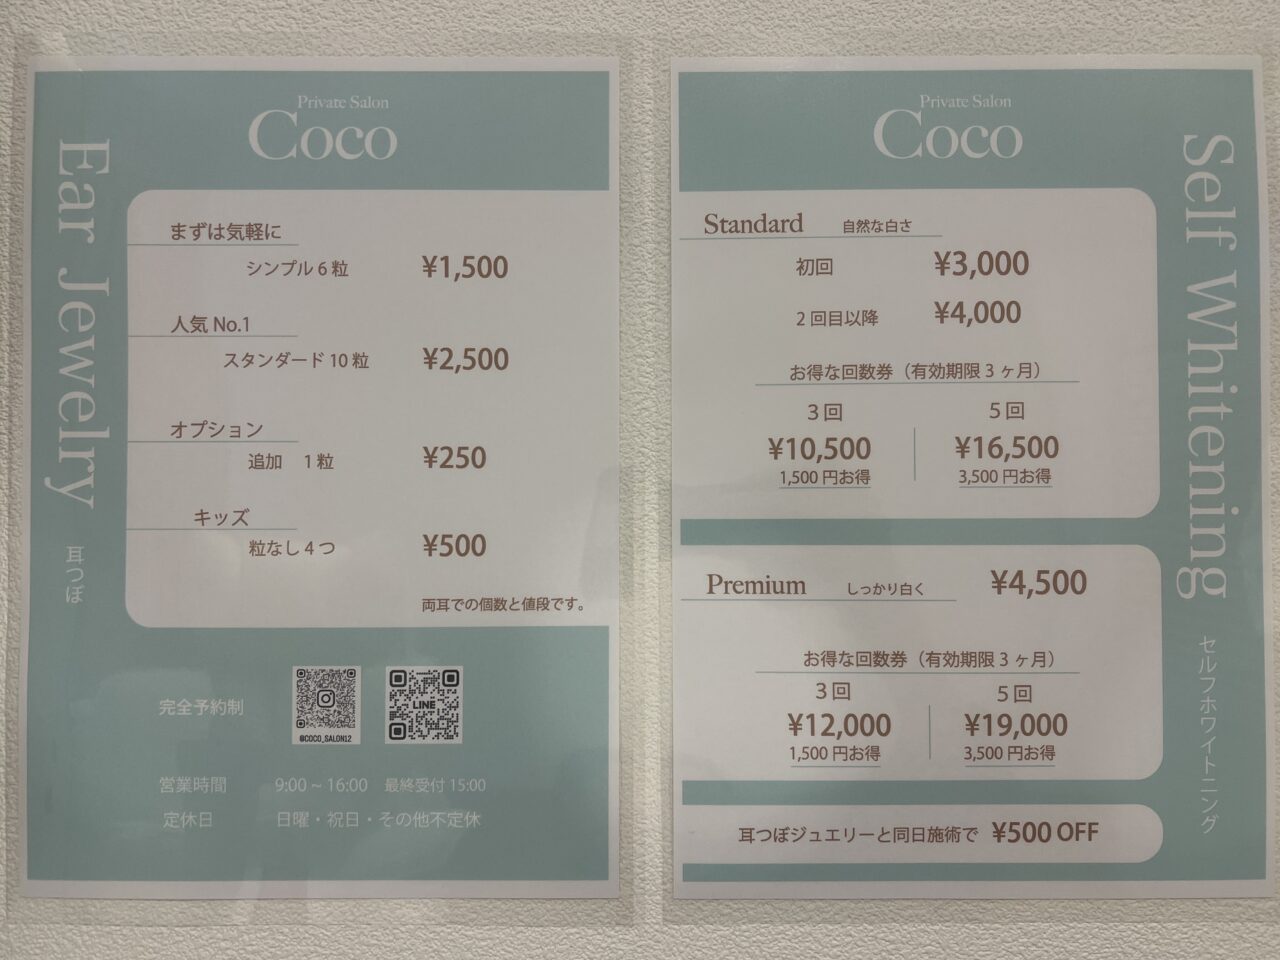 Private Salon
Coco
Ear Jewelry
耳つぼ
まずは気軽に
シンプル6粒 ¥1,500
人気 No.1
スタンダード10粒 ¥2,500
オプション
追加 1粒 ¥250
キッズ
粒なし4つ ¥500
両耳での個数と値段です。
完全予約制
@COCO_SALON12
LINE
営業時間 9:00～16:00 最終受付15:00
定休日 日曜・祝日・その他不定休
Private Salon
Coco
Self Whitening
セルフホワイトニング
Standard 自然な白さ
初回 ¥3,000
2回目以降 ¥4,000
お得な回数券（有効期限3ヶ月）
3回 5回
¥10,500 ¥16,500
1,500円お得 3,500円お得
Premium しっかり白く ¥4,500
お得な回数券（有効期限3ヶ月）
3回 5回
¥12,000 ¥19,000
1,500円お得 3,500円お得
耳つぼジュエリーと同日施術で ¥500 OFF